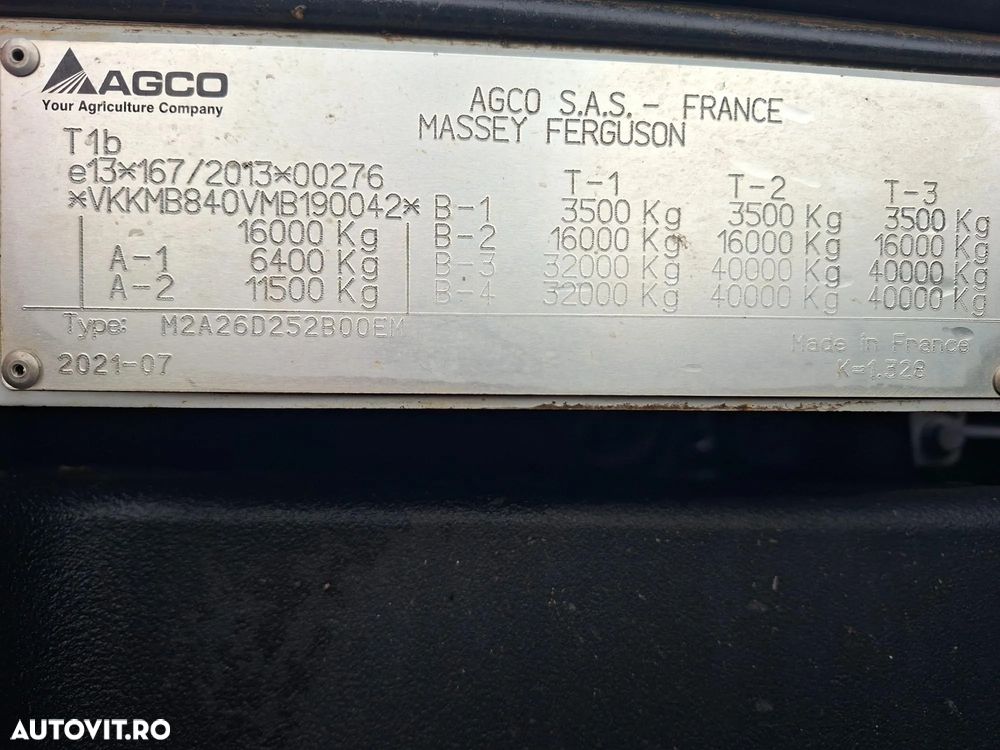 AGCO
Your Agriculture Company
AGCO S.A.S. - FRANCE
MASSEY FERGUSON
T1b
e13*167/2013*00276
*VKKMB840VMB190042*
16000 Kg
A-1 6400 Kg
A-2 11500 Kg
T-1 T-2 T-3
B-1 3500 Kg 3500 Kg 3500 Kg
B-2 16000 Kg 16000 Kg 16000 Kg
B-3 32000 Kg 40000 Kg 40000 Kg
B-4 32000 Kg 40000 Kg 40000 Kg
Type: M2A26D252B00EM
Made in France
2021-07
K=1.328
AUTOVIT.RO